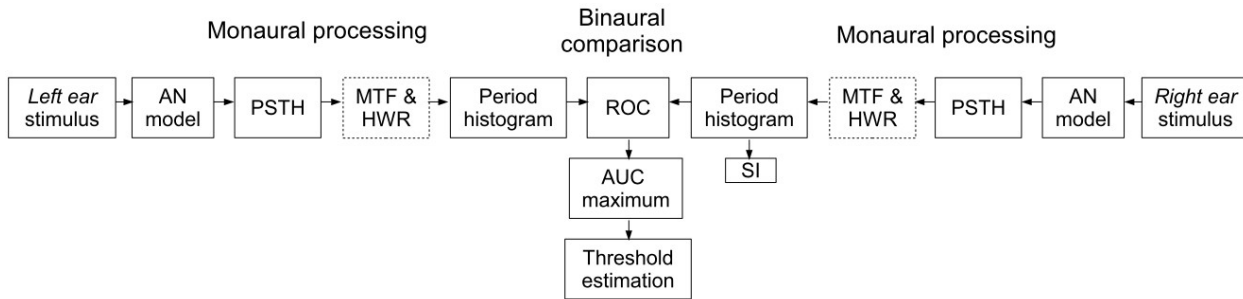 Monaural processing
Binaural
comparison
Monaural processing
Left ear
stimulus
AN
model
PSTH
MTF &
HWR
Period
histogram
ROC
Period
histogram
MTF &
HWR
PSTH
AN
model
Right ear
stimulus
AUC
maximum
SI
Threshold
estimation